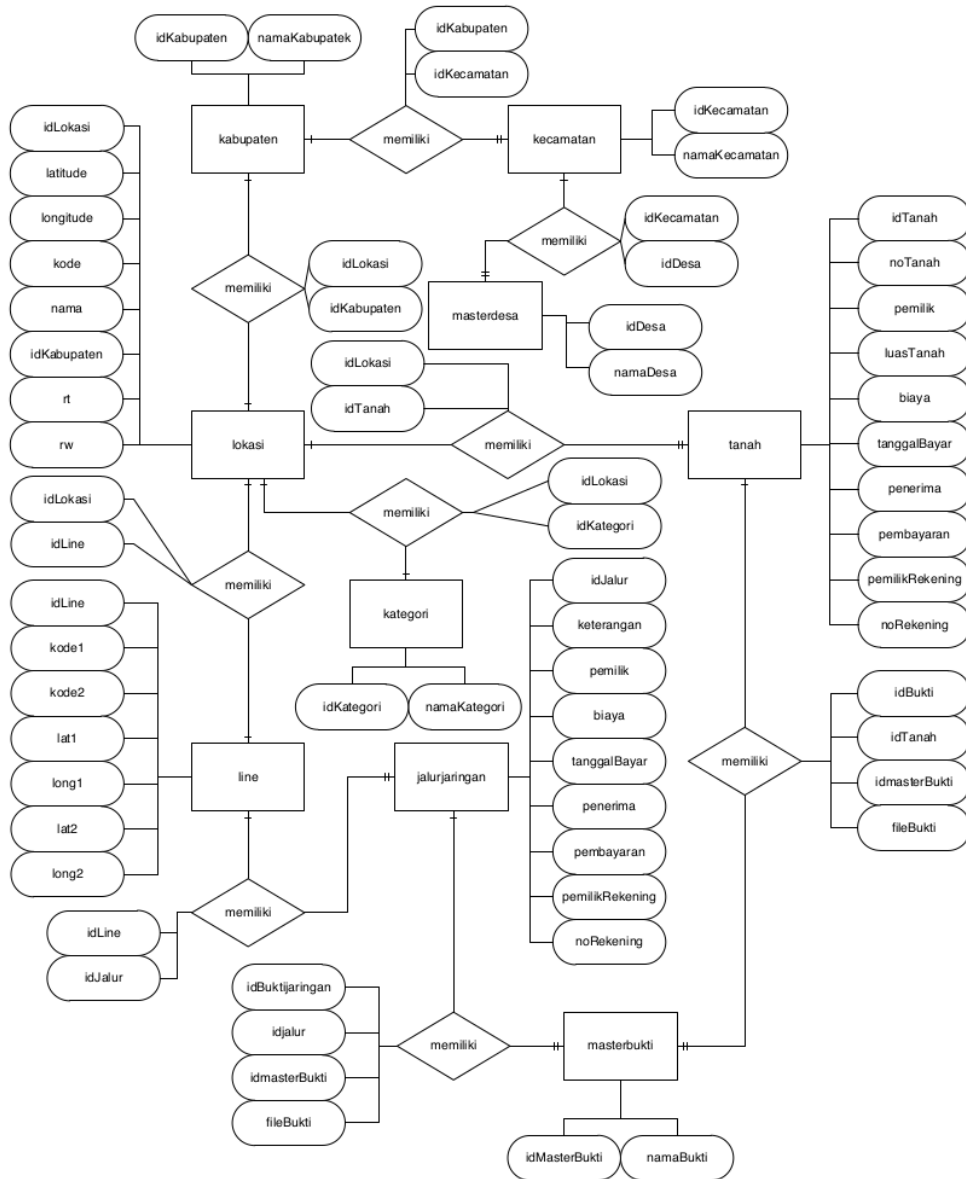 idKabupaten
namaKabupatek
idKabupaten
idKecamatan
kabupaten
memiliki
kecamatan
idKecamatan
namaKecamatan
idLokasi
latitude
longitude
kode
nama
idKabupaten
rt
rw
memiliki
idLokasi
idKabupaten
memiliki
idKecamatan
idDesa
masterdesa
idDesa
namaDesa
idLokasi
idTanah
lokasi
memiliki
tanah
idTanah
noTanah
pemilik
luasTanah
biaya
tanggalBayar
penerima
pembayaran
pemilikRekening
noRekening
idLokasi
idLine
memiliki
memiliki
idLokasi
idKategori
kategori
idKategori
namaKategori
idLine
kode1
kode2
lat1
long1
lat2
long2
line
jalurjaringan
idJalur
keterangan
pemilik
biaya
tanggalBayar
penerima
pembayaran
pemilikRekening
noRekening
memiliki
idBukti
idTanah
idmasterBukti
fileBukti
memiliki
idLine
idJalur
idBuktijaringan
idjalur
idmasterBukti
fileBukti
memiliki
masterbukti
idMasterBukti
namaBukti